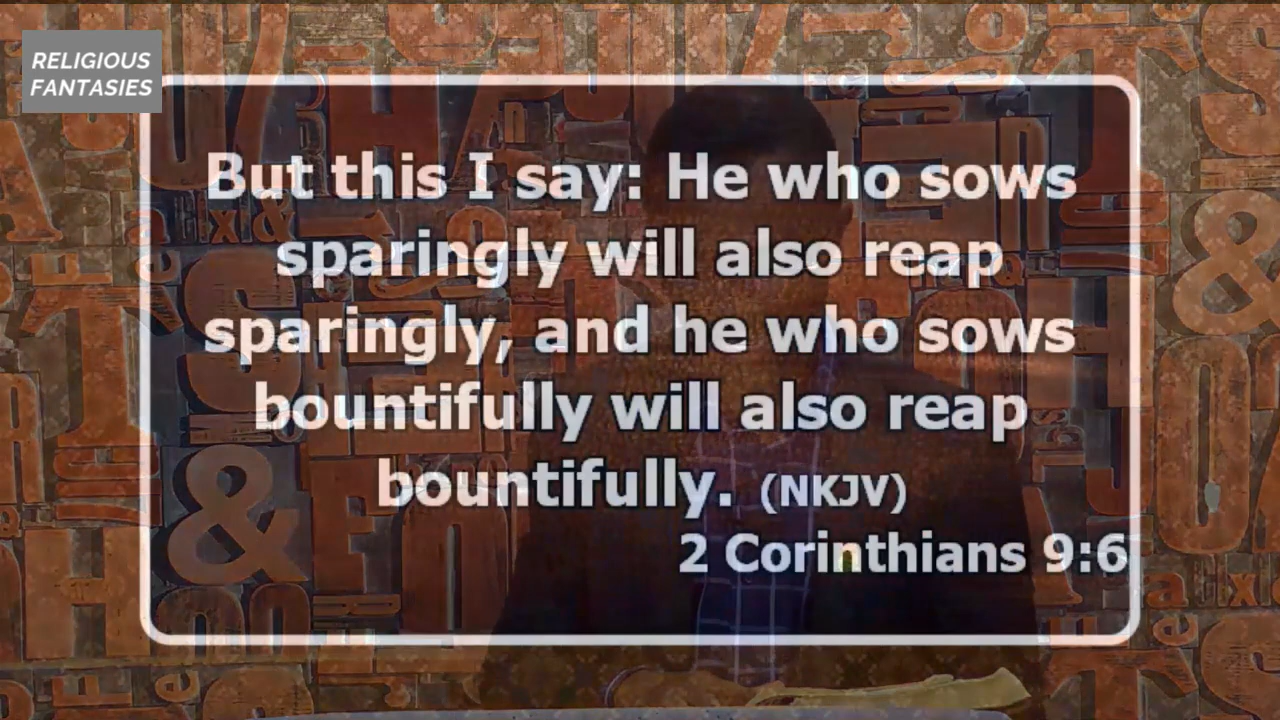 RELIGIOUS
FANTASIES
But this I say: He who sows
sparingly will also reap
sparingly, and he who sows
bountifully will also reap
bountifully. (NKJV)
2 Corinthians 9:6